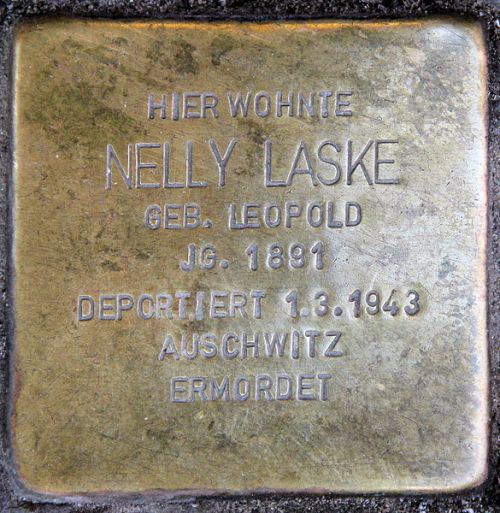 HIER WOHNTE
NELLY LASKE
GEB. LEOPOLD
JG. 1891
DEPORTIERT 1.3.1943
AUSCHWITZ
ERMORDET